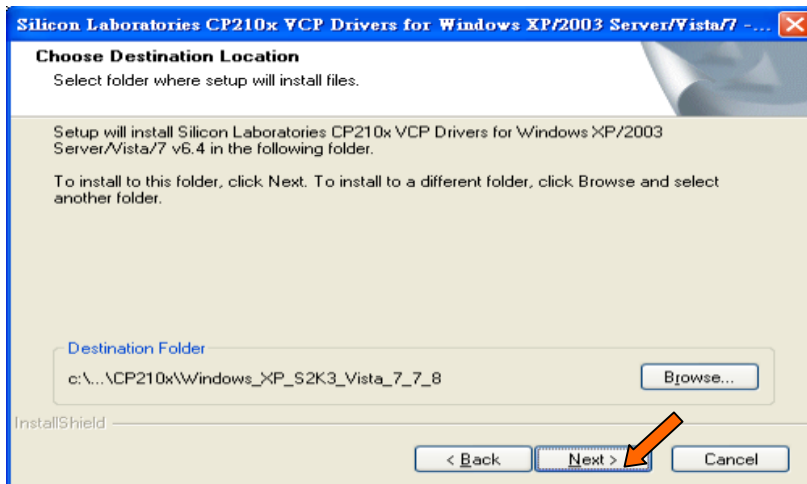 Silicon Laboratories CP210x VCP Drivers for Windows XP/2003 Server/Vista/7 -...
Choose Destination Location
Select folder where setup will install files.
Setup will install Silicon Laboratories CP210x VCP Drivers for Windows XP/2003
Server/Vista/7 v6.4 in the following folder.
To install to this folder, click Next. To install to a different folder, click Browse and select
another folder.
Destination Folder
c:\...\CP210x\Windows_XP_S2K3_Vista_7_7_8
Browse...
InstallShield
< Back
Next >
Cancel